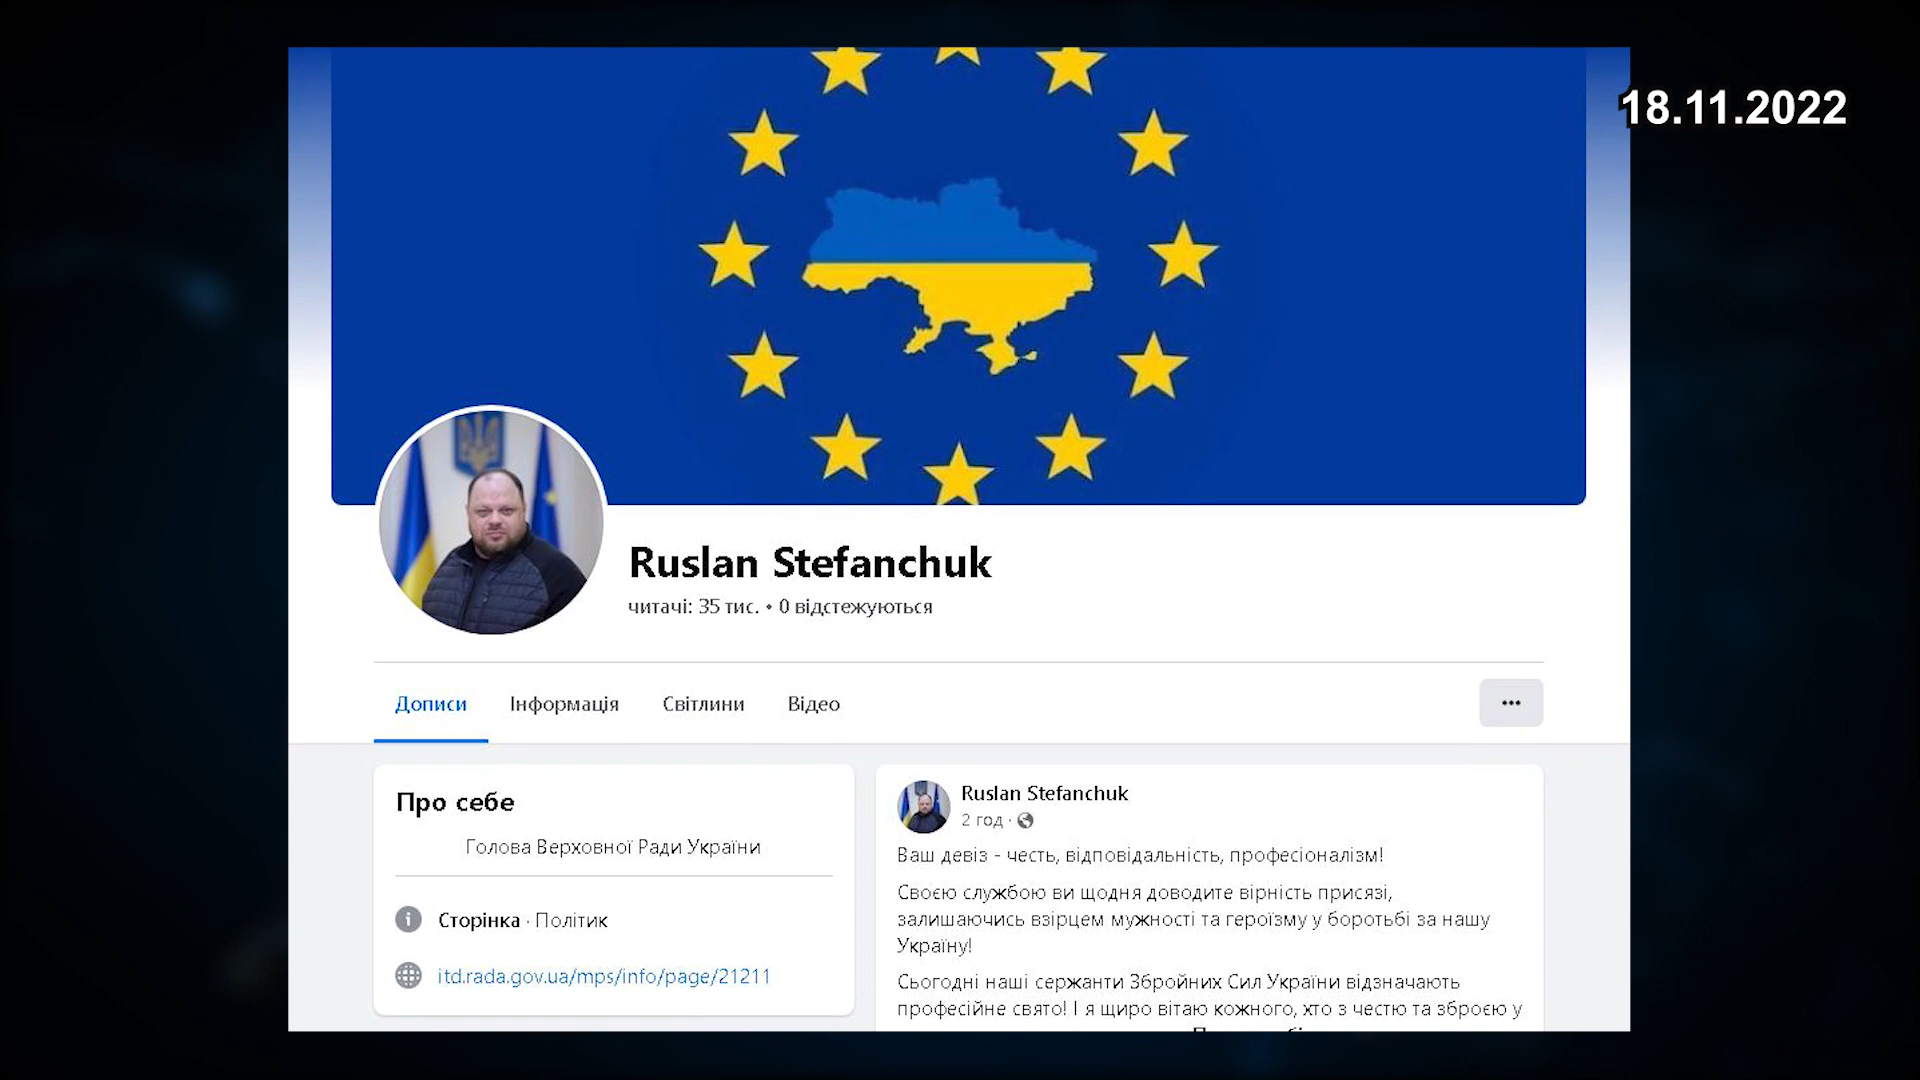 18.11.2022
Ruslan Stefanchuk
читачі: 35 тис. • 0 відстежуються
Дописи Інформація Світлини Відео
Про себе
Голова Верховної Ради України
Сторінка · Політик
itd.rada.gov.ua/mps/info/page/21211
Ruslan Stefanchuk
2 год ·
Ваш девіз - честь, відповідальність, професіоналізм!
Своєю службою ви щодня доводите вірність присязі,
залишаючись взірцем мужності та героїзму у боротьбі за нашу
Україну!
Сьогодні наші сержанти Збройних Сил України відзначають
професійне свято! І я щиро вітаю кожного, хто з честю та зброєю у